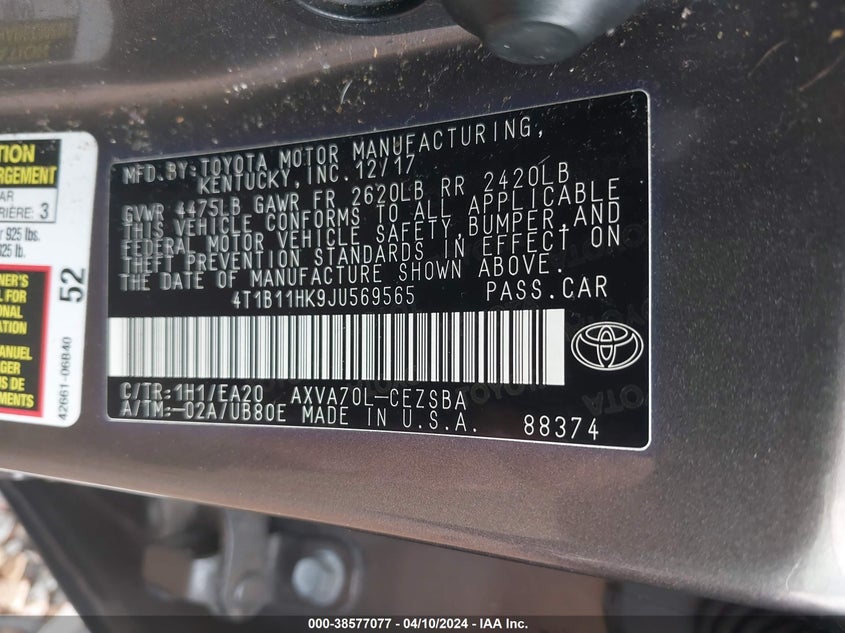 MFD.BY:TOYOTA MOTOR MANUFACTURING,
KENTUCKY, INC. 12/17
GVWR 4475LB GAWR FR 2620LB RR 2420LB
THIS VEHICLE CONFORMS TO ALL APPLICABLE
FEDERAL MOTOR VEHICLE SAFETY, BUMPER, AND
THEFT PREVENTION STANDARDS IN EFFECT ON
THE DATE OF MANUFACTURE SHOWN ABOVE.
4T1B11HK9JU569565 PASS.CAR
C/TR:1H1/EA20 AXVA70L-CEZSBA
A/TM:-02A/UB80E MADE IN U.S.A.
88374
52
42661-06B40
000-38577077 - 04/10/2024 - IAA Inc.